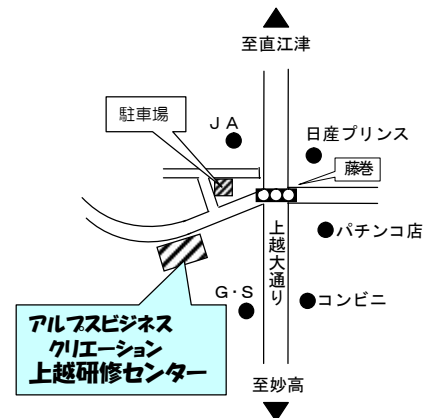 至直江津
駐車場
JA
日産プリンス
藤巻
パチンコ店
上越大通り
G・S
コンビニ
アルプスビジネス
クリエーション
上越研修センター
至妙高